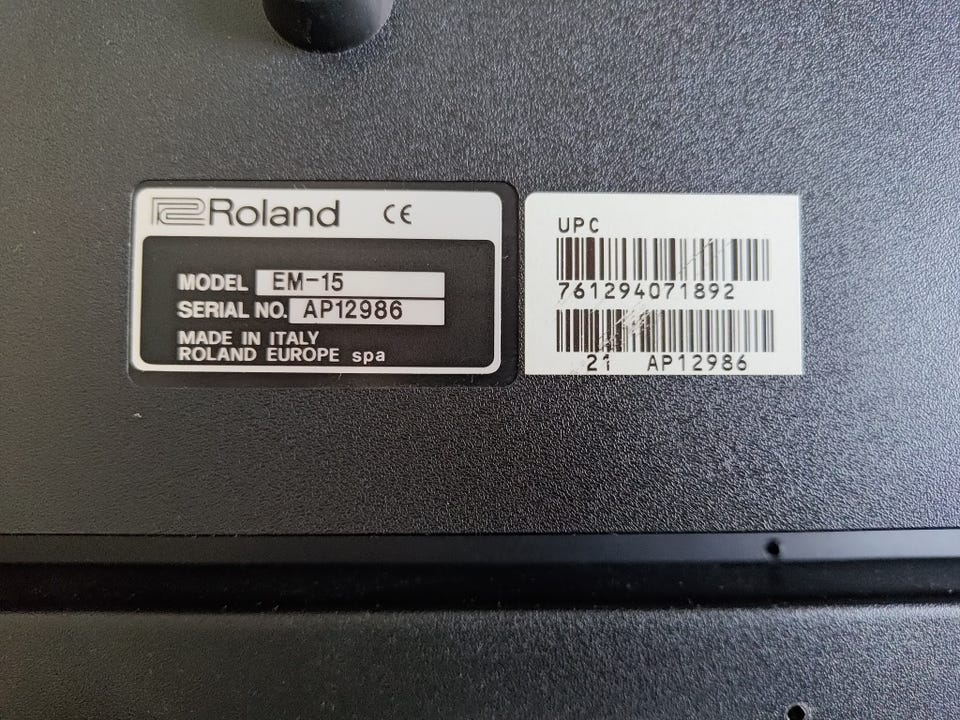 Roland CE
MODEL EM-15
SERIAL NO. AP12986
MADE IN ITALY
ROLAND EUROPE spa
UPC
761294071892
21 AP12986